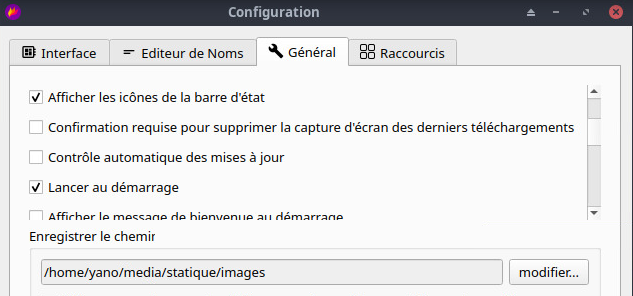 Configuration
Interface
Editeur de Noms
Général
Raccourcis
Afficher les icônes de la barre d'état
Confirmation requise pour supprimer la capture d'écran des derniers téléchargements
Contrôle automatique des mises à jour
Lancer au démarrage
Afficher le message de bienvenue au démarrage
Enregistrer le chemin
/home/yano/media/statique/images
modifier...